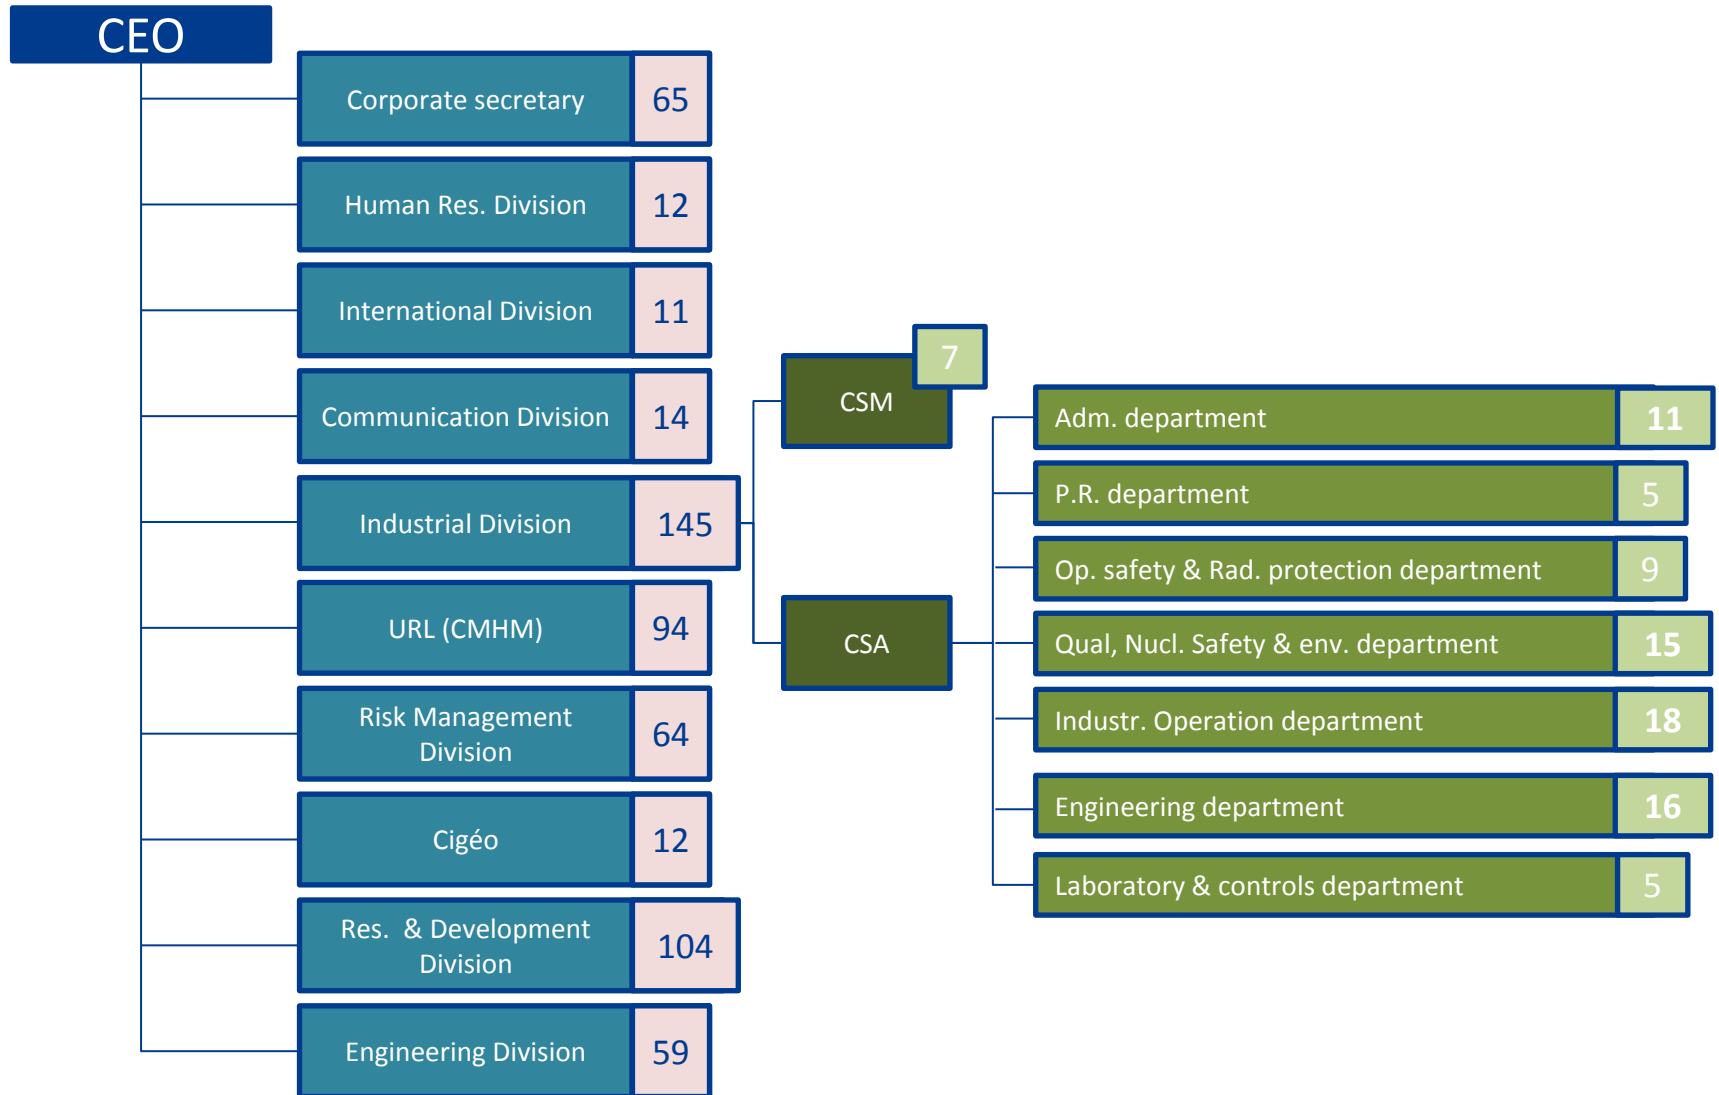 CEO
Corporate secretary 65
Human Res. Division 12
International Division 11
Communication Division 14
Industrial Division 145
URL (CMHM) 94
Risk Management
Division
64
Cigéo 12
Res. & Development
Division
104
Engineering Division 59
7
CSM
CSA
Adm. department 11
P.R. department 5
Op. safety & Rad. protection department 9
Qual, Nucl. Safety & env. department 15
Industr. Operation department 18
Engineering department 16
Laboratory & controls department 5